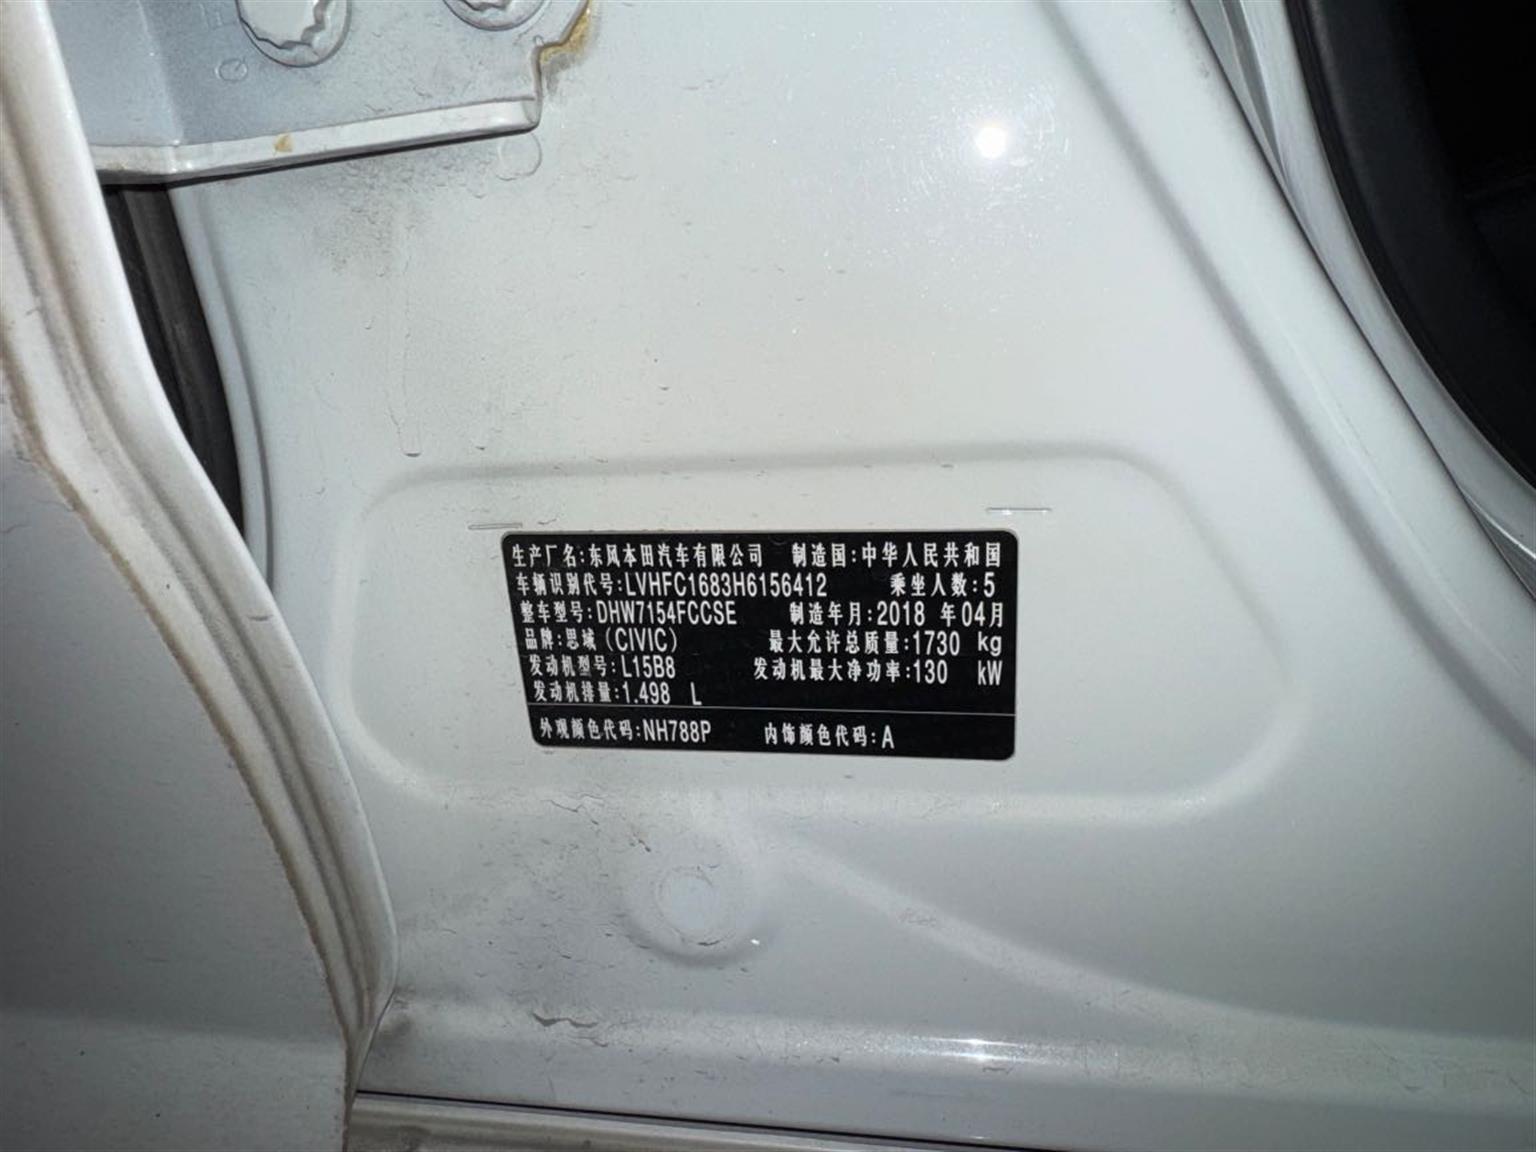 生产厂名:东风本田汽车有限公司 制造国:中华人民共和国
车辆识别代号:LVHFC1683H6156412 乘坐人数:5
整车型号:DHW7154FCCSE 制造年月:2018 年04月
品牌:思域(CIVIC) 最大允许总质量:1730 kg
发动机型号:L15B8 发动机最大净功率:130 kW
发动机排量:1.498 L
外观颜色代码:NH788P 内饰颜色代码:A